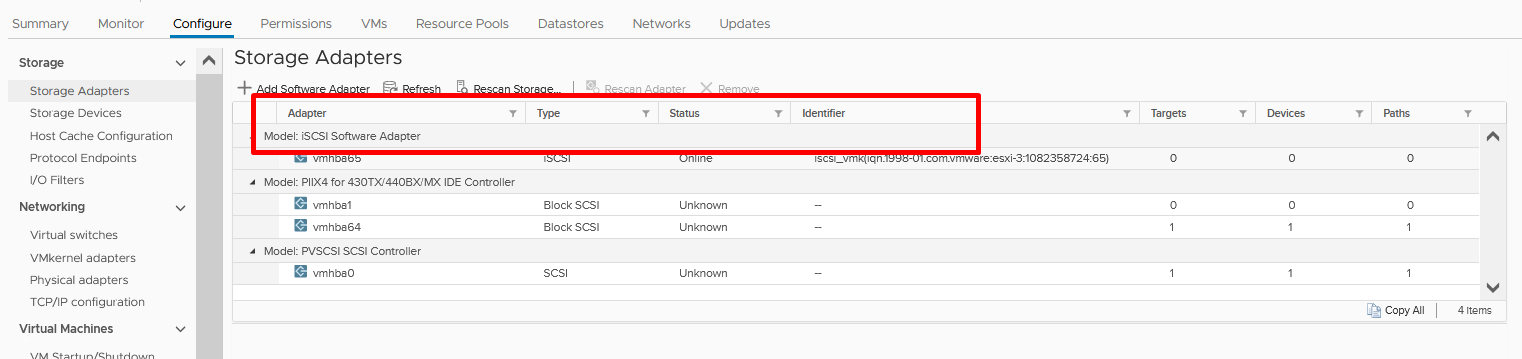 Summary Monitor Configure Permissions VMs Resource Pools Datastores Networks Updates
Storage
Storage Adapters
Storage Devices
Host Cache Configuration
Protocol Endpoints
I/O Filters
Networking
Virtual switches
VMkernel adapters
Physical adapters
TCP/IP configuration
Virtual Machines
VM Startup/Shutdown
Storage Adapters
Add Software Adapter Refresh Rescan Storage... Rescan Adapter Remove
Adapter Type Status Identifier Targets Devices Paths
Model: iSCSI Software Adapter
vmhba65 iSCSI Online iscsi_vmk(iqn.1998-01.com.vmware:esxi-3:1082358724:65) 0 0 0
Model: PIIX4 for 430TX/440BX/MX IDE Controller
vmhba1 Block SCSI Unknown -- 0 0 0
vmhba64 Block SCSI Unknown -- 1 1 1
Model: PVSCSI SCSI Controller
vmhba0 SCSI Unknown -- 1 1 1
Copy All 4 items